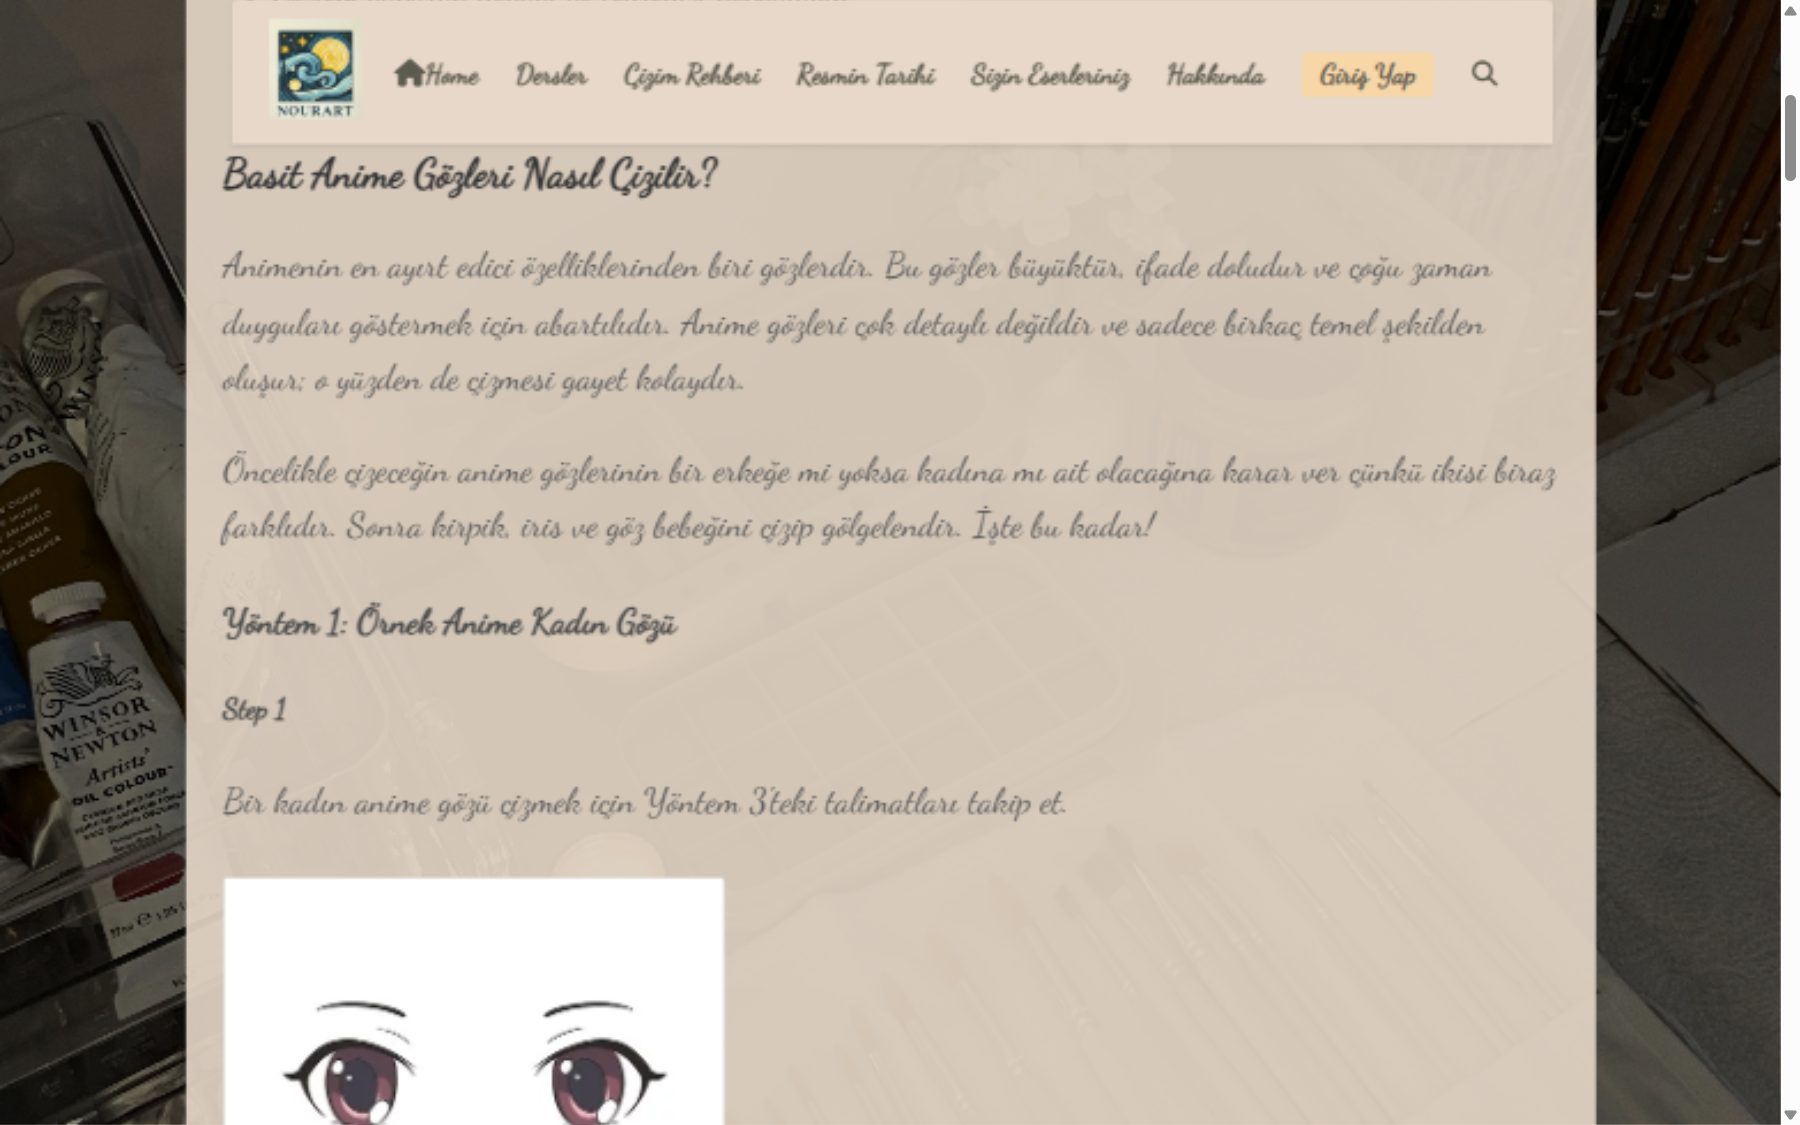 NOURART
Home Dersler Çizim Rehberi Resmin Tarihi Sizin Eserleriniz Hakkında Giriş Yap
Basit Anime Gözleri Nasıl Çizilir?
Animenin en ayırt edici özelliklerinden biri gözlerdir. Bu gözler büyüktür, ifade doludur ve çoğu zaman
duyguları göstermek için abartılıdır. Anime gözleri çok detaylı değildir ve sadece birkaç temel şekilden
oluşur; o yüzden de çizmesi gayet kolaydır.
Öncelikle çizeceğin anime gözlerinin bir erkeğe mi yoksa kadına mı ait olacağına karar ver çünkü ikisi biraz
farklıdır. Sonra kirpik, iris ve göz bebeğini çizip gölgelendir. İşte bu kadar!
Yöntem 1: Örnek Anime Kadın Gözü
Step 1
Bir kadın anime gözü çizmek için Yöntem 3'teki talimatları takip et.
WINSOR
&
NEWTON
Artists'
OIL COLOUR